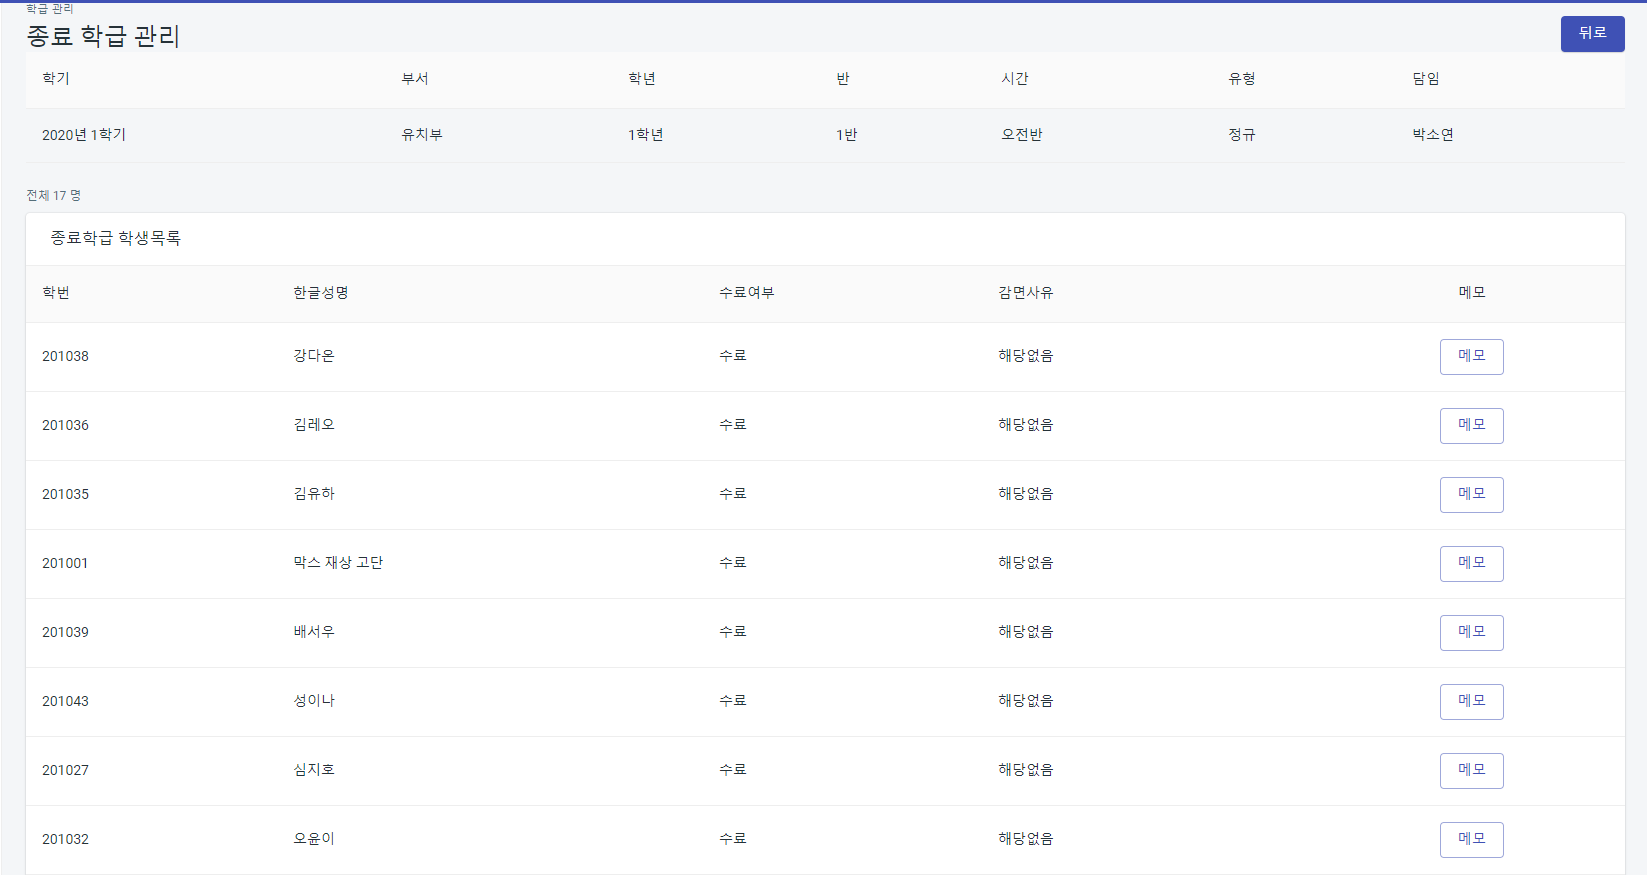 학급 관리
종료 학급 관리
뒤로
학기 부서 학년 반 시간 유형 담임
2020년 1학기 유치부 1학년 1반 오전반 정규 박소연
전체 17 명
종료학급 학생목록
학번 한글성명 수료여부 감면사유 메모
201038 강다은 수료 해당없음 메모
201036 김레오 수료 해당없음 메모
201035 김유하 수료 해당없음 메모
201001 막스 재상 고단 수료 해당없음 메모
201039 배서우 수료 해당없음 메모
201043 성이나 수료 해당없음 메모
201027 심지호 수료 해당없음 메모
201032 오윤이 수료 해당없음 메모